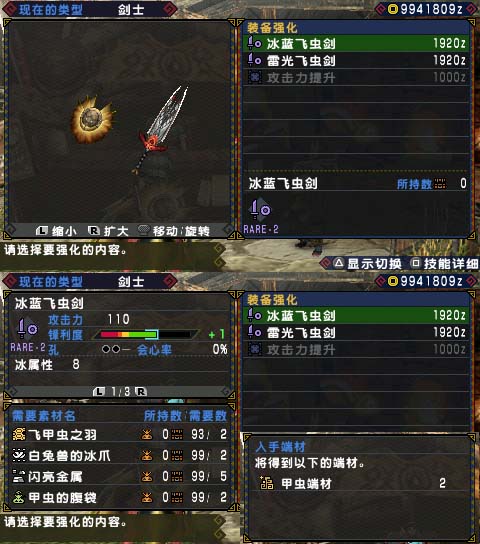 现在的类型 剑士
9941809z
装备强化
冰蓝飞虫剑 1920z
雷光飞虫剑 1920z
攻击力提升 1000z
冰蓝飞虫剑 所持数 0
RARE-2
L 缩小 R 扩大 移动/旋转
请选择要强化的内容。
△显示切换 □技能详细
现在的类型 剑士
9941809z
冰蓝飞虫剑
RARE-2
攻击力 110
锋利度 +1
孔 ○○— 会心率 0%
冰属性 8
L 1/3 R
装备强化
冰蓝飞虫剑 1920z
雷光飞虫剑 1920z
攻击力提升 1000z
需要素材名 所持数/需要数
飞甲虫之羽 0 93/ 2
白兔兽的冰爪 0 99/ 2
闪亮金属 0 99/ 5
甲虫的腹袋 0 99/ 2
入手端材
将得到以下的端材。
甲虫端材 2
请选择要强化的内容。